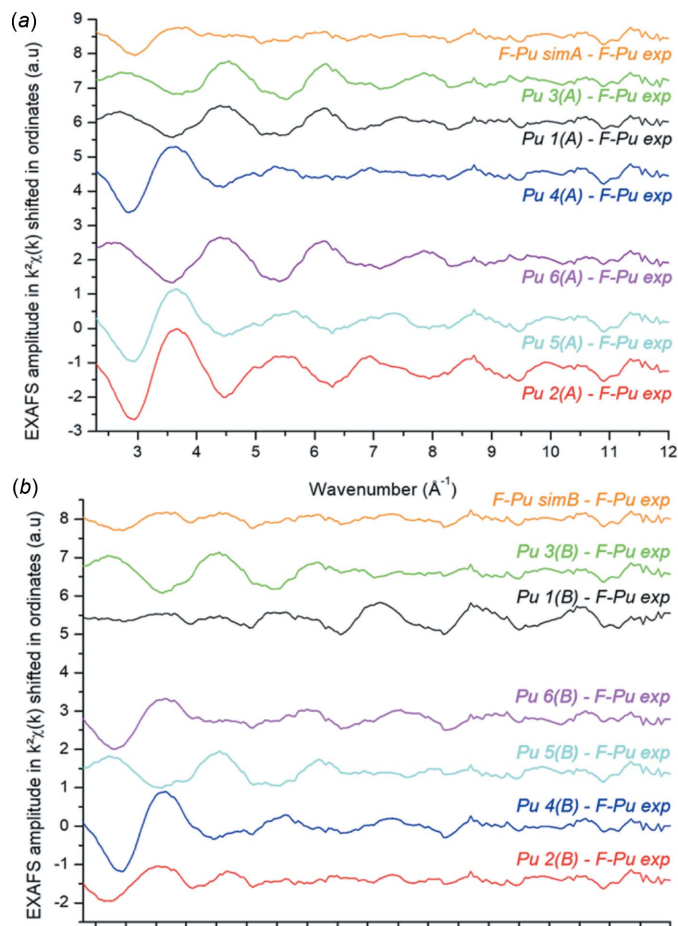 (a)
EXAFS amplitude in k²χ(k) shifted in ordinates (a.u)
9
8
7
6
5
4
3
2
1
0
-1
-2
-3
F-Pu simA - F-Pu exp
Pu 3(A) - F-Pu exp
Pu 1(A) - F-Pu exp
Pu 4(A) - F-Pu exp
Pu 6(A) - F-Pu exp
Pu 5(A) - F-Pu exp
Pu 2(A) - F-Pu exp
3 4 5 6 7 8 9 10 11 12
Wavenumber (Å⁻¹)
(b)
EXAFS amplitude in k²χ(k) shifted in ordinates (a.u)
8
7
6
5
4
3
2
1
0
-1
-2
F-Pu simB - F-Pu exp
Pu 3(B) - F-Pu exp
Pu 1(B) - F-Pu exp
Pu 6(B) - F-Pu exp
Pu 5(B) - F-Pu exp
Pu 4(B) - F-Pu exp
Pu 2(B) - F-Pu exp